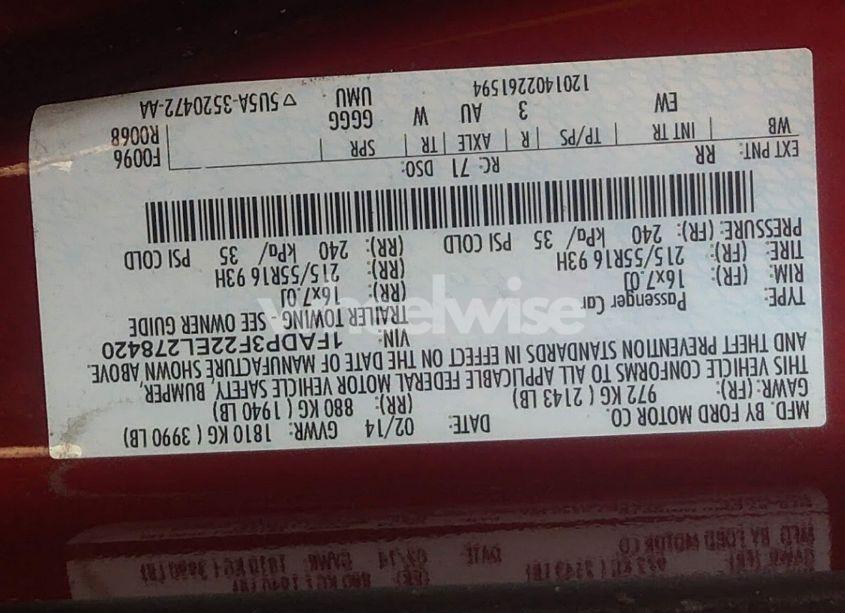 MFD. BY FORD MOTOR CO.
DATE: 02/14 GVWR: 1810 KG ( 3990 LB)
GAWR: (FR): 972 KG ( 2143 LB) (RR): 880 KG ( 1940 LB)
THIS VEHICLE CONFORMS TO ALL APPLICABLE FEDERAL MOTOR VEHICLE SAFETY, BUMPER,
AND THEFT PREVENTION STANDARDS IN EFFECT ON THE DATE OF MANUFACTURE SHOWN ABOVE.
VIN: 1FADP3F22EL278420
TYPE: Passenger Car TRAILER TOWING - SEE OWNER GUIDE
RIM: (FR): 16x7.0J (RR): 16x7.0J
TIRE: (FR): 215/55R16 93H (RR): 215/55R16 93H
PRESSURE: (FR): 240 kPa/ 35 PSI COLD (RR): 240 kPa/ 35 PSI COLD
EXT PNT: RR RC: 71 DSO: F0096
WB INT TR TP/PS R AXLE TR SPR R0068
EW 3 AU W GGGG
UMU
1201402261594 ▽5U5A-3520472-AA
vehicelwise